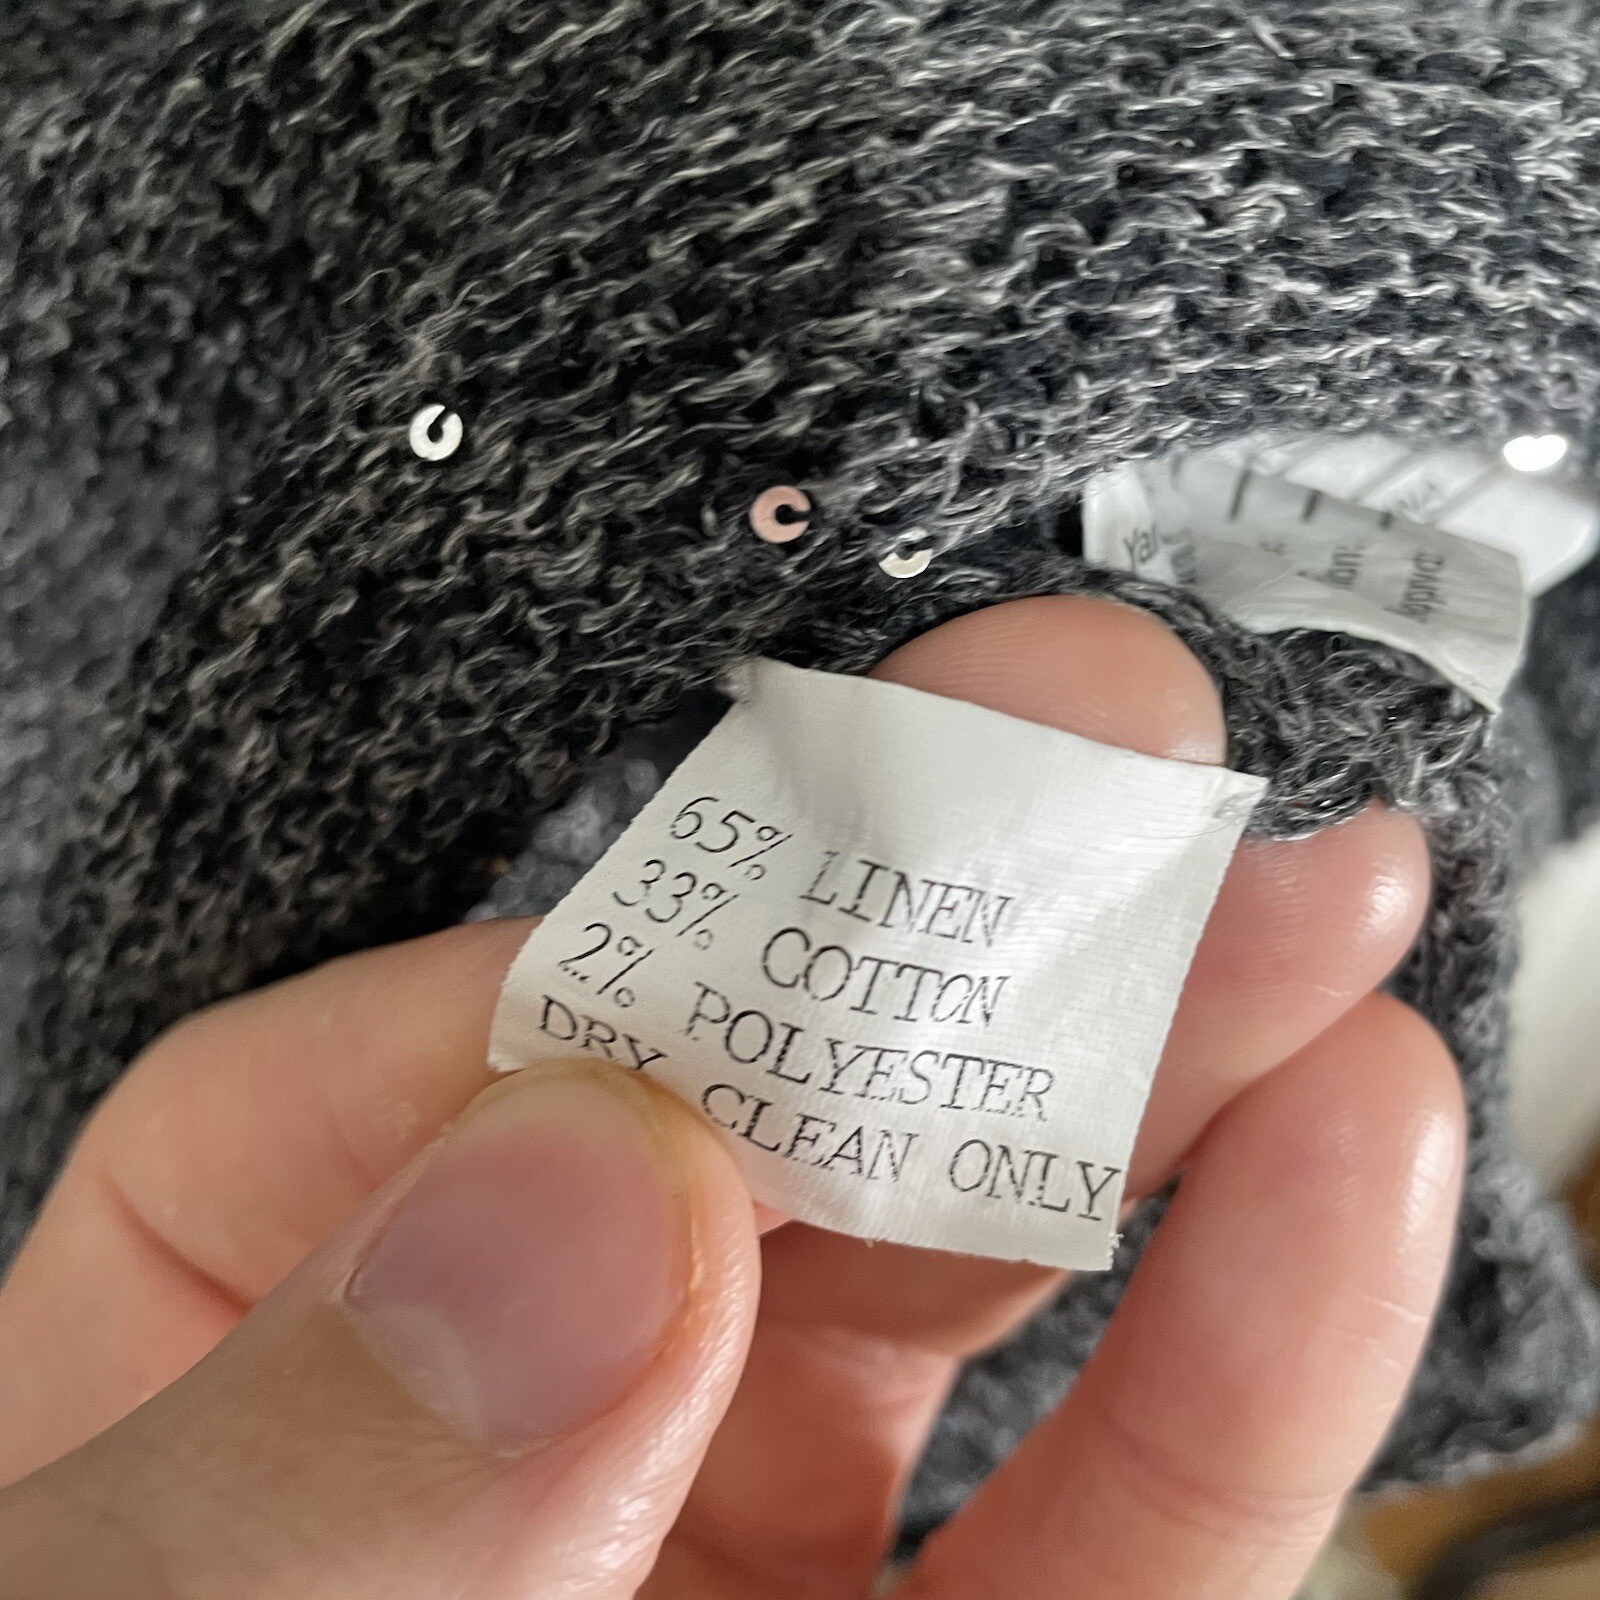 65% LINEN
33% COTTON
2% POLYESTER
DRY CLEAN ONLY